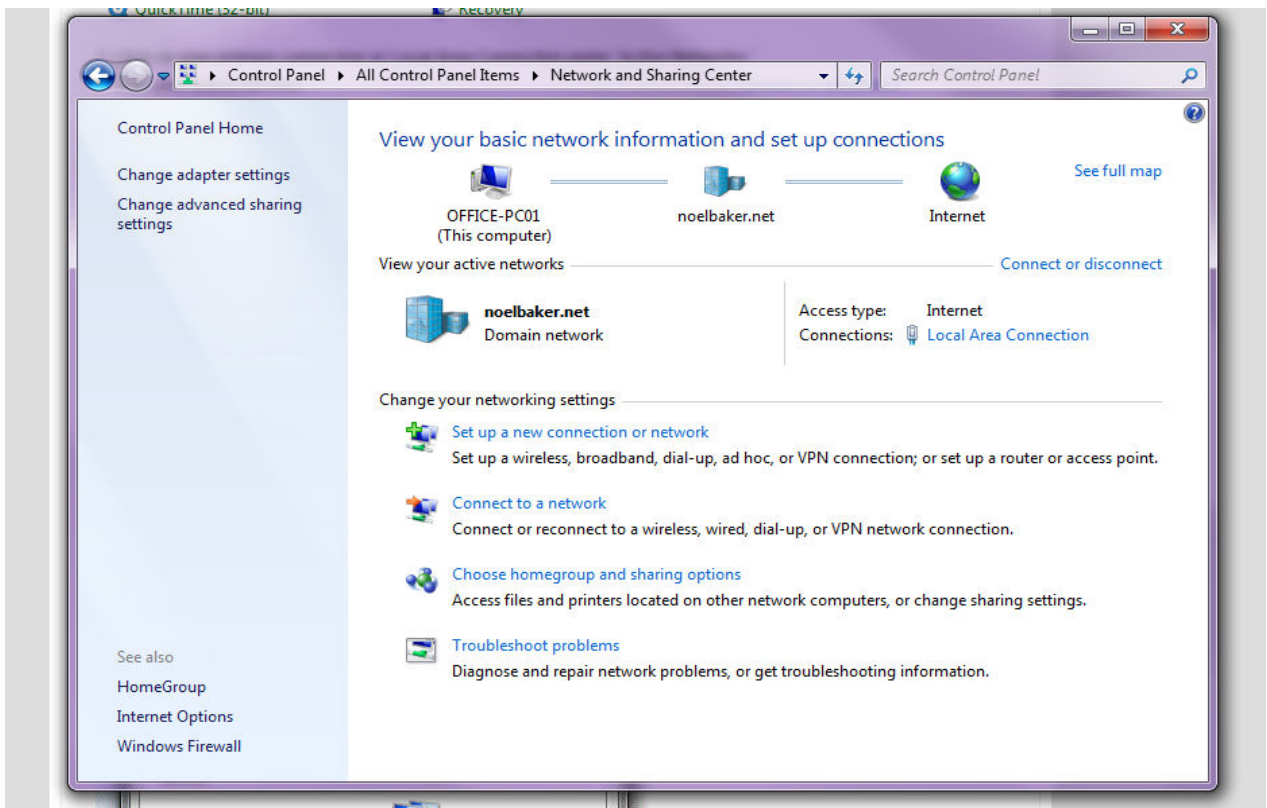 QuickTime (32-bit)
Recovery
Control Panel
All Control Panel Items
Network and Sharing Center
Search Control Panel
Control Panel Home
Change adapter settings
Change advanced sharing
settings
View your basic network information and set up connections
See full map
OFFICE-PC01
(This computer)
noelbaker.net
Internet
View your active networks
Connect or disconnect
noelbaker.net
Domain network
Access type: Internet
Connections: Local Area Connection
Change your networking settings
Set up a new connection or network
Set up a wireless, broadband, dial-up, ad hoc, or VPN connection; or set up a router or access point.
Connect to a network
Connect or reconnect to a wireless, wired, dial-up, or VPN network connection.
Choose homegroup and sharing options
Access files and printers located on other network computers, or change sharing settings.
Troubleshoot problems
Diagnose and repair network problems, or get troubleshooting information.
See also
HomeGroup
Internet Options
Windows Firewall